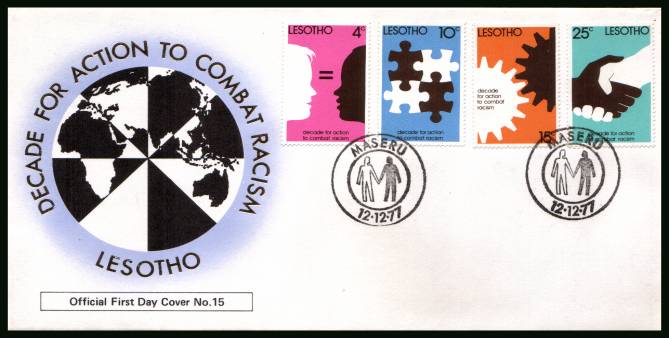 DECADE FOR ACTION TO COMBAT RACISM
LESOTHO
Official First Day Cover No.15
LESOTHO 4c
=
decade for action
to combat racism
LESOTHO 10c
decade for action
to combat racism
LESOTHO
decade
for action
to combat
racism
15c
LESOTHO
25c
decade for action
to combat racism
MASERU
12·12·77
MASERU
12·12·77